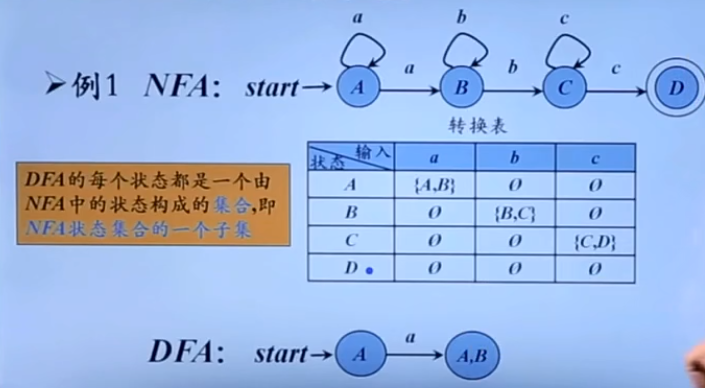 a b c
➢例1 NFA: start A a B b C c D
转换表
状态 输入 a b c
A {A,B} Ø Ø
B Ø {B,C} Ø
C Ø Ø {C,D}
D Ø Ø Ø
DFA的每个状态都是一个由
NFA中的状态构成的集合,即
NFA状态集合的一个子集
DFA: start A a A,B